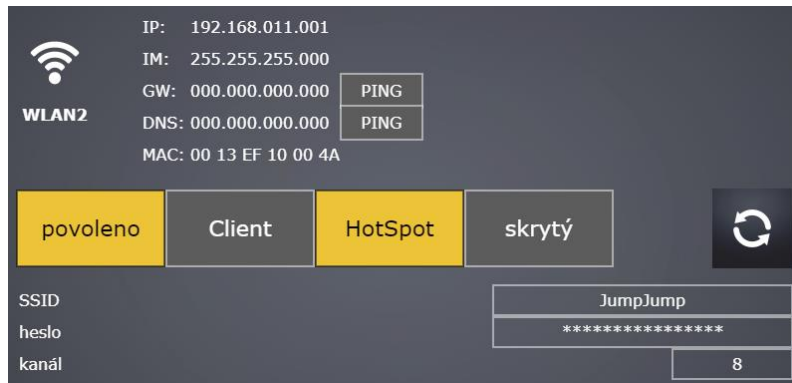 IP: 192.168.011.001
IM: 255.255.255.000
GW: 000.000.000.000 PING
WLAN2
DNS: 000.000.000.000 PING
MAC: 00 13 EF 10 00 4A
povoleno Client HotSpot skrytý
SSID JumpJump
heslo ****************
kanál 8